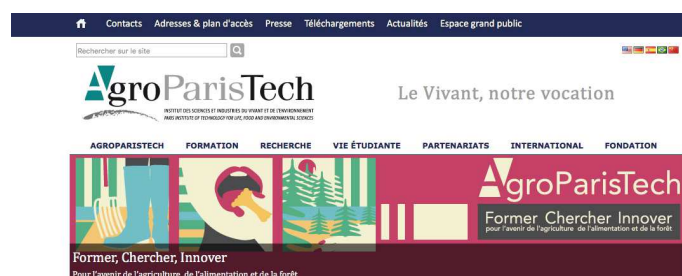 Contacts Adresses & plan d'accès Presse Téléchargements Actualités Espace grand public
Rechercher sur le site
AgroParisTech
INSTITUT DES SCIENCES ET INDUSTRIES DU VIVANT ET DE L'ENVIRONNEMENT
PARIS INSTITUTE OF TECHNOLOGY FOR LIFE, FOOD AND ENVIRONMENTAL SCIENCES
Le Vivant, notre vocation
AGROPARISTECH FORMATION RECHERCHE VIE ÉTUDIANTE PARTENARIATS INTERNATIONAL FONDATION
AgroParisTech
Former Chercher Innover
pour l'avenir de l'agriculture de l'alimentation et de la forêt
Former, Chercher, Innover
Pour l'avenir de l'agriculture, de l'alimentation et de la forêt